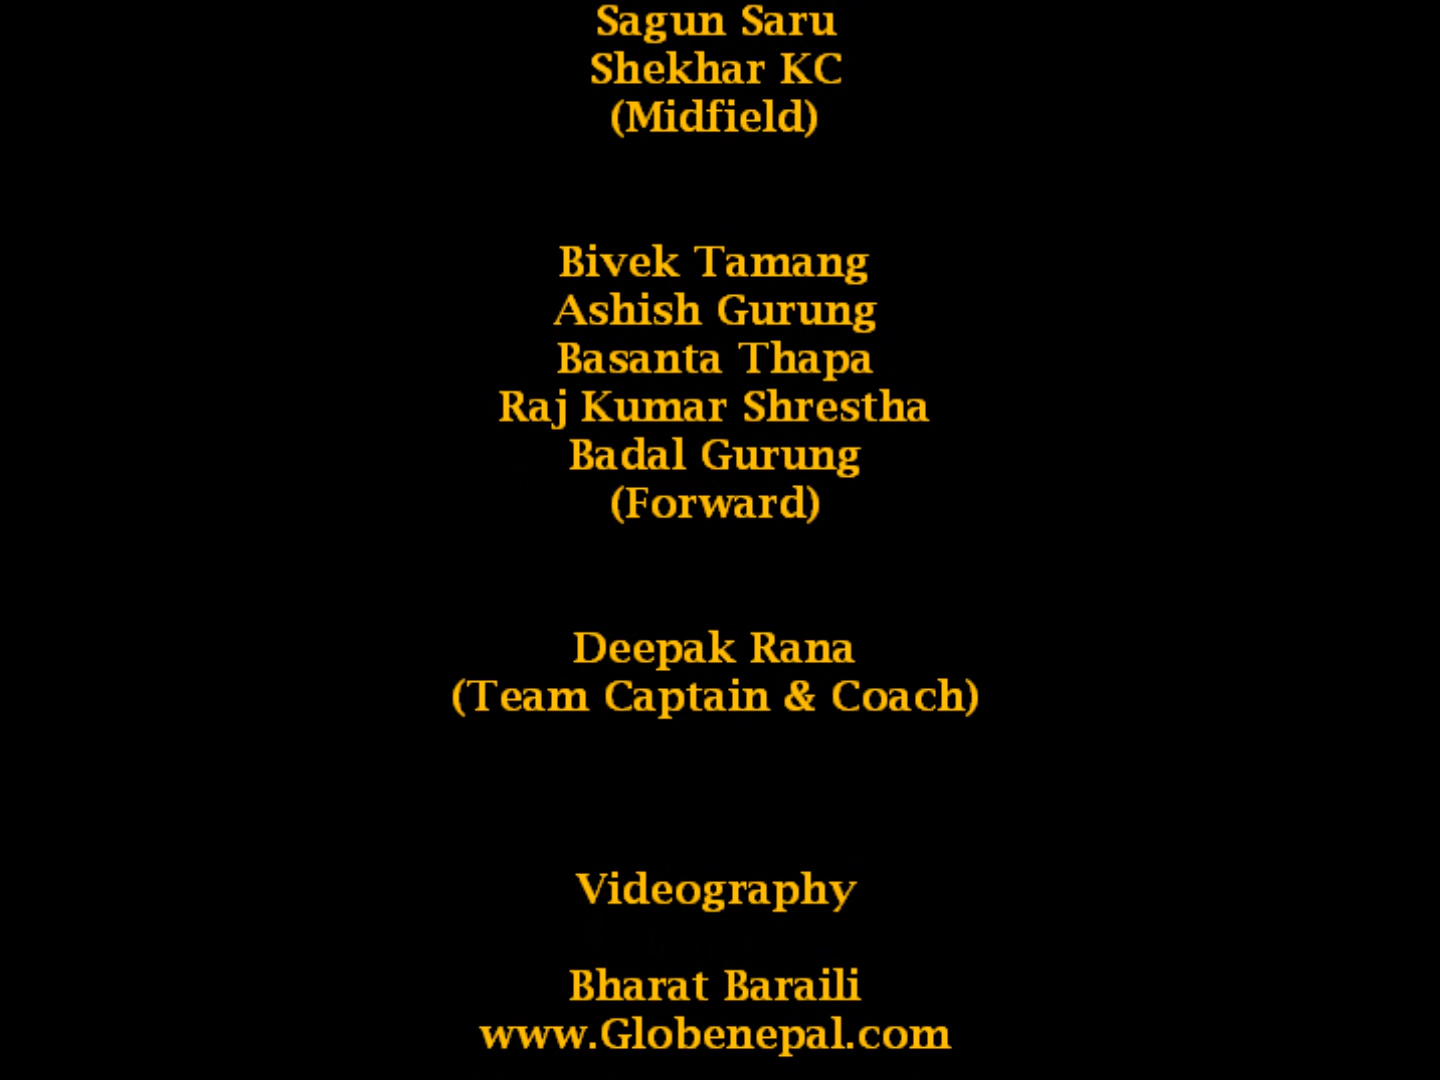 Sagun Saru
Shekhar KC
(Midfield)
Bivek Tamang
Ashish Gurung
Basanta Thapa
Raj Kumar Shrestha
Badal Gurung
(Forward)
Deepak Rana
(Team Captain & Coach)
Videography
Bharat Baraili
www.Globenepal.com